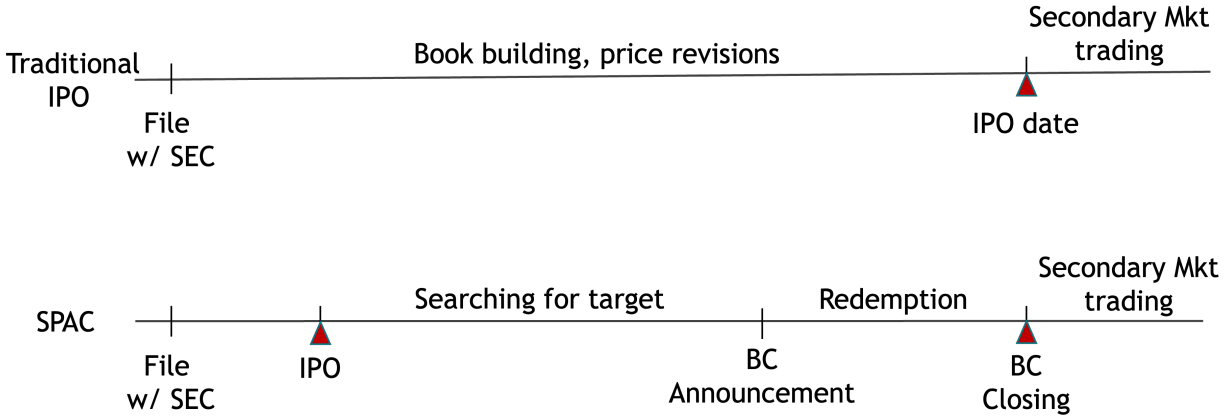 Secondary Mkt
trading
Book building, price revisions
Traditional
IPO
File
w/ SEC
IPO date
Secondary Mkt
trading
Searching for target
Redemption
SPAC
File
w/ SEC
IPO
BC
Announcement
BC
Closing